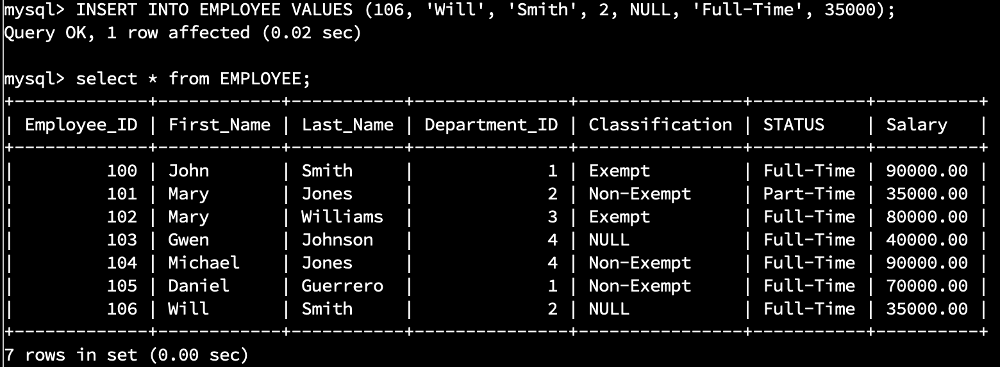 mysql> INSERT INTO EMPLOYEE VALUES (106, 'Will', 'Smith', 2, NULL, 'Full-Time', 35000);
Query OK, 1 row affected (0.02 sec)
mysql> select * from EMPLOYEE;
+-------------+------------+-----------+---------------+----------------+-----------+----------+
| Employee_ID | First_Name | Last_Name | Department_ID | Classification | STATUS    | Salary   |
+-------------+------------+-----------+---------------+----------------+-----------+----------+
|         100 | John       | Smith     |             1 | Exempt         | Full-Time | 90000.00 |
|         101 | Mary       | Jones     |             2 | Non-Exempt     | Part-Time | 35000.00 |
|         102 | Mary       | Williams  |             3 | Exempt         | Full-Time | 80000.00 |
|         103 | Gwen       | Johnson   |             4 | NULL           | Full-Time | 40000.00 |
|         104 | Michael    | Jones     |             4 | Non-Exempt     | Full-Time | 90000.00 |
|         105 | Daniel     | Guerrero  |             1 | Non-Exempt     | Full-Time | 70000.00 |
|         106 | Will       | Smith     |             2 | NULL           | Full-Time | 35000.00 |
+-------------+------------+-----------+---------------+----------------+-----------+----------+
7 rows in set (0.00 sec)